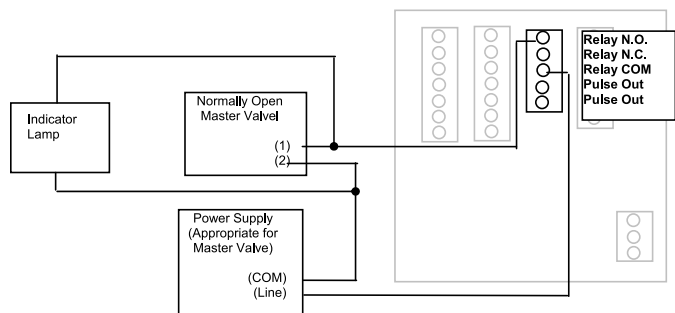 Relay N.O.
Relay N.C.
Relay COM
Pulse Out
Pulse Out
Normally Open
Master Valvel
(1)
(2)
Indicator
Lamp
Power Supply
(Appropriate for
Master Valve)
(COM)
(Line)